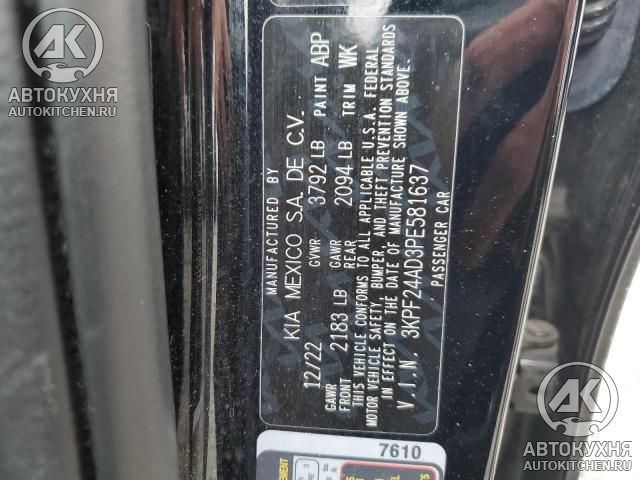 MANUFACTURED BY
KIA MEXICO S.A. DE C.V.
12/22 GVWR 3792 LB PAINT ABP
GAWR FRONT 2183 LB GAWR REAR 2094 LB TRIM WK
THIS VEHICLE CONFORMS TO ALL APPLICABLE U.S.A. FEDERAL
MOTOR VEHICLE SAFETY, BUMPER, AND THEFT PREVENTION STANDARDS
IN EFFECT ON THE DATE OF MANUFACTURE SHOWN ABOVE.
V.I.N. 3KPF24AD3PE581637
PASSENGER CAR
7610
АВТОКУХНЯ
AUTOKITCHEN.RU
АВТОКУХНЯ
AUTOKITCHEN.RU